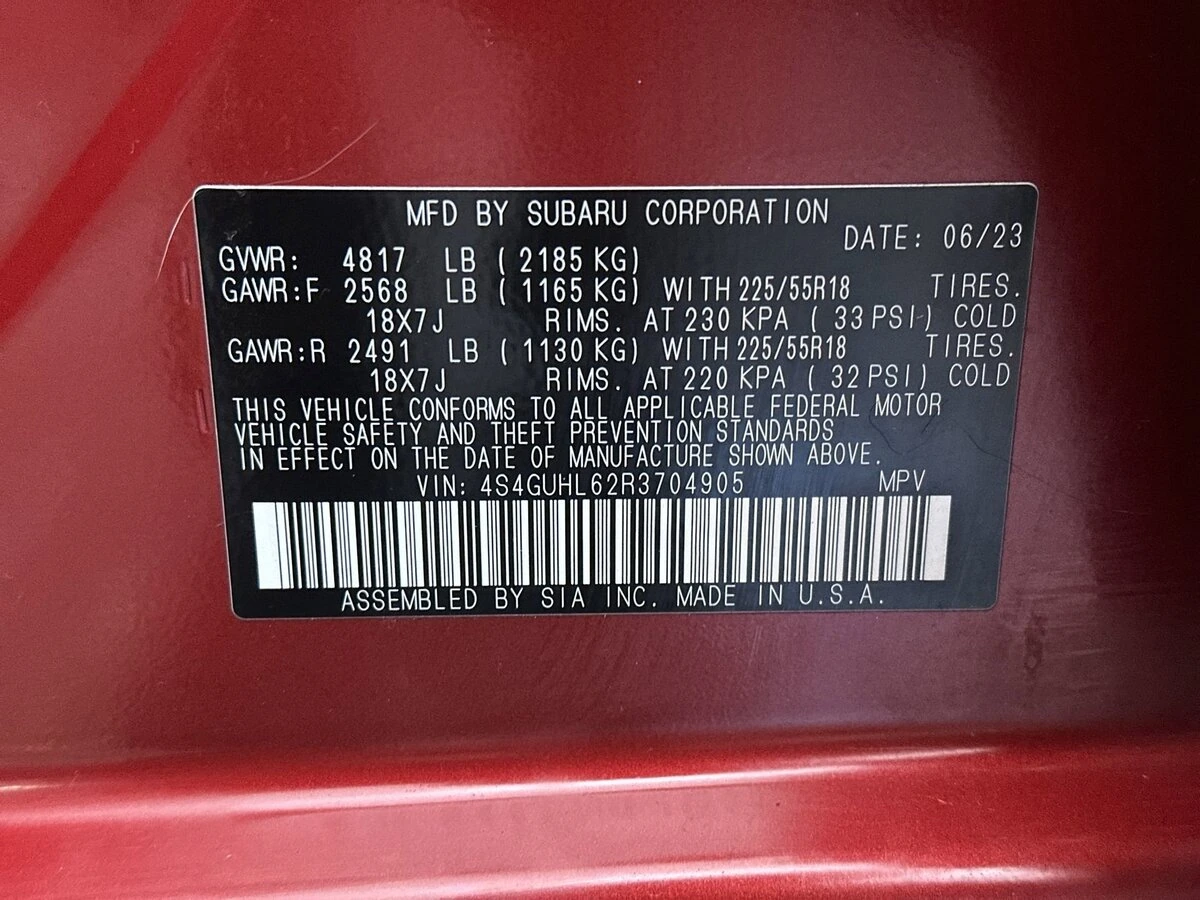 MFD BY SUBARU CORPORATION
DATE: 06/23
GVWR: 4817 LB ( 2185 KG)
GAWR:F 2568 LB ( 1165 KG) WITH 225/55R18 TIRES.
18X7J RIMS. AT 230 KPA ( 33 PSI) COLD
GAWR:R 2491 LB ( 1130 KG) WITH 225/55R18 TIRES.
18X7J RIMS. AT 220 KPA ( 32 PSI) COLD
THIS VEHICLE CONFORMS TO ALL APPLICABLE FEDERAL MOTOR
VEHICLE SAFETY AND THEFT PREVENTION STANDARDS
IN EFFECT ON THE DATE OF MANUFACTURE SHOWN ABOVE.
VIN: 4S4GUHL62R3704905 MPV
ASSEMBLED BY SIA INC. MADE IN U.S.A.